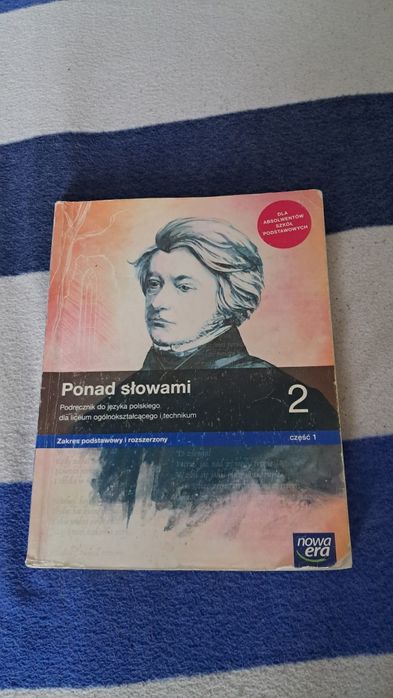 DLA
ABSOLWENTÓW
SZKÓŁ
PODSTAWOWYCH
Ponad słowami
2
Podręcznik do języka polskiego
dla liceum ogólnokształcącego i technikum
Zakres podstawowy i rozszerzony
część 1
nowa
era